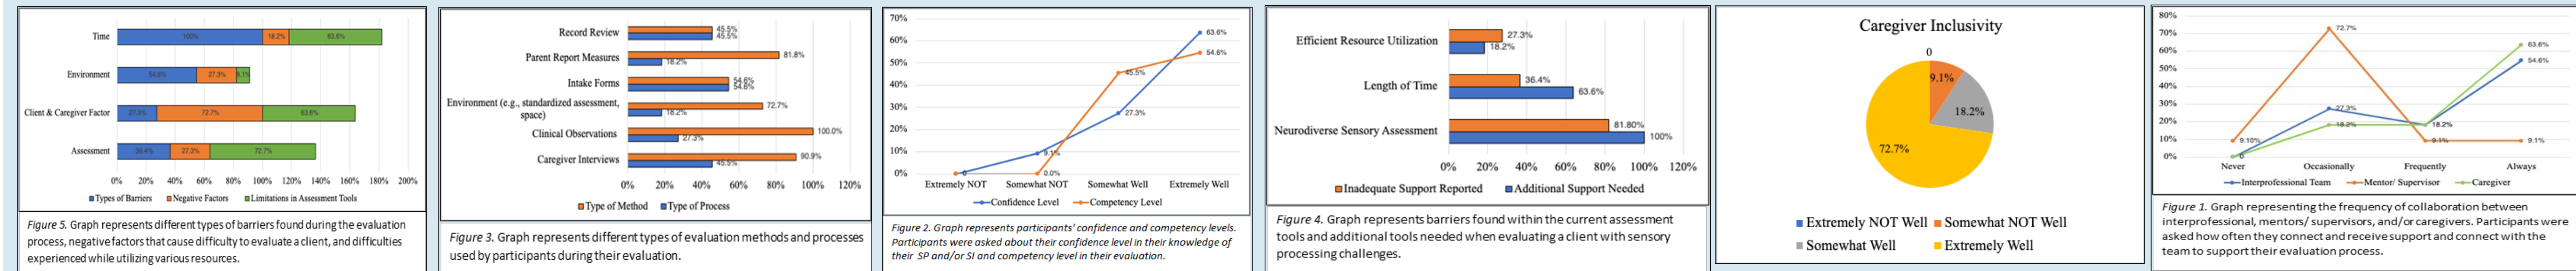 Time
100%
18.2%
63.6%
Environment
54.6%
27.3%
9.1%
Client & Caregiver Factor
27.3%
72.7%
63.6%
Assessment
36.4%
27.3%
72.7%
0% 20% 40% 60% 80% 100% 120% 140% 160% 180% 200%
Types of Barriers Negative Factors Limitations in Assessment Tools
Figure 5. Graph represents different types of barriers found during the evaluation
process, negative factors that cause difficulty to evaluate a client, and difficulties
experienced while utilizing various resources.
Record Review
45.5%
45.5%
Parent Report Measures
81.8%
18.2%
Intake Forms
54.6%
54.6%
Environment (e.g., standardized assessment,
space)
72.7%
18.2%
Clinical Observations
100.0%
27.3%
Caregiver Interviews
90.9%
45.5%
0% 20% 40% 60% 80% 100% 120%
Type of Method Type of Process
Figure 3. Graph represents different types of evaluation methods and processes
used by participants during their evaluation.
70%
60%
50%
40%
30%
20%
10%
0%
63.6%
54.6%
45.5%
27.3%
9.1%
0
0.0%
Extremely NOT Somewhat NOT Somewhat Well Extremely Well
Confidence Level Competency Level
Figure 2. Graph represents participants' confidence and competency levels.
Participants were asked about their confidence level in their knowledge of
their SP and/or SI and competency level in their evaluation.
Efficient Resource Utilization
27.3%
18.2%
Length of Time
36.4%
63.6%
Neurodiverse Sensory Assessment
81.80%
100%
0% 20% 40% 60% 80% 100% 120%
Inadequate Support Reported Additional Support Needed
Figure 4. Graph represents barriers found within the current assessment
tools and additional tools needed when evaluating a client with sensory
processing challenges.
Caregiver Inclusivity
0
9.1%
18.2%
72.7%
Extremely NOT Well Somewhat NOT Well
Somewhat Well Extremely Well
80%
70%
60%
50%
40%
30%
20%
10%
0%
72.7%
63.6%
54.6%
27.3%
18.2%
18.2%
9.10%
9.1%
9.1%
0
Never Occasionally Frequently Always
Interprofessional Team Mentor/ Supervisor Caregiver
Figure 1. Graph representing the frequency of collaboration between
interprofessional, mentors/ supervisors, and/or caregivers. Participants were
asked how often they connect and receive support and connect with the
team to support their evaluation process.